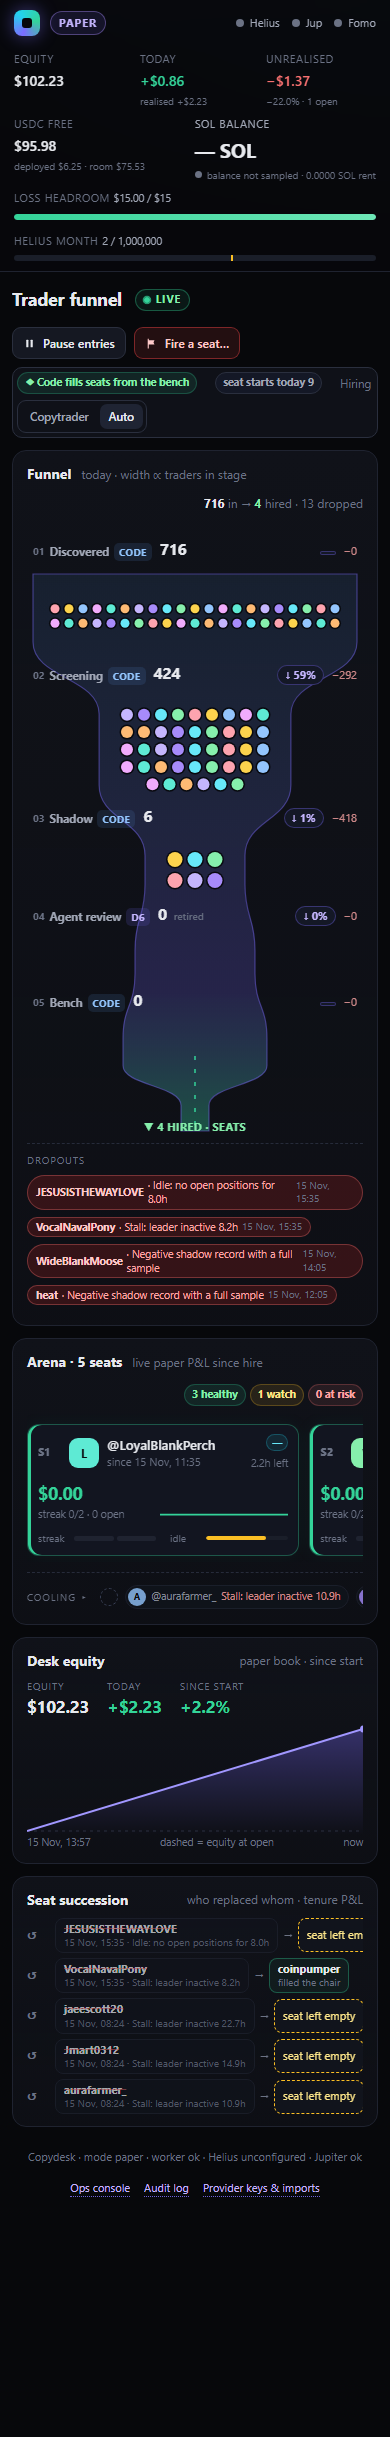 PAPER
Helius Jup Fomo
EQUITY TODAY UNREALISED
$102.23 +$0.86 −$1.37
realised +$2.23 −22.0% · 1 open
USDC FREE SOL BALANCE
$95.98 — SOL
deployed $6.25 · room $75.53 balance not sampled · 0.0000 SOL rent
LOSS HEADROOM $15.00 / $15
HELIUS MONTH 2 / 1,000,000
Trader funnel LIVE
Pause entries Fire a seat...
Code fills seats from the bench seat starts today 9 Hiring
Copytrader Auto
Funnel today · width ∝ traders in stage
716 in → 4 hired · 13 dropped
01 Discovered CODE 716 −0
02 Screening CODE 424 ↓ 59% −292
03 Shadow CODE 6 ↓ 1% −418
04 Agent review D6 0 retired ↓ 0% −0
05 Bench CODE 0 −0
▼ 4 HIRED · SEATS
DROPOUTS
JESUSISTHEWAYLOVE · Idle: no open positions for 8.0h 15 Nov, 15:35
VocalNavalPony · Stall: leader inactive 8.2h 15 Nov, 15:35
WideBlankMoose · Negative shadow record with a full sample 15 Nov, 14:05
heat · Negative shadow record with a full sample 15 Nov, 12:05
Arena · 5 seats live paper P&L since hire
3 healthy 1 watch 0 at risk
S1 L @LoyalBlankPerch — S2
since 15 Nov, 11:35 2.2h left
$0.00 $0.00
streak 0/2 · 0 open streak 0/2
streak idle streak
COOLING A @aurafarmer_ Stall: leader inactive 10.9h
Desk equity paper book · since start
EQUITY TODAY SINCE START
$102.23 +$2.23 +2.2%
15 Nov, 13:57 dashed = equity at open now
Seat succession who replaced whom · tenure P&L
↺ JESUSISTHEWAYLOVE → seat left em
15 Nov, 15:35 · Idle: no open positions for 8.0h
↺ VocalNavalPony → coinpumper
15 Nov, 15:35 · Stall: leader inactive 8.2h filled the chair
↺ jaeescott20 → seat left empty
15 Nov, 08:24 · Stall: leader inactive 22.7h
↺ Jmart0312 → seat left empty
15 Nov, 08:24 · Stall: leader inactive 14.9h
↺ aurafarmer_ → seat left empty
15 Nov, 08:24 · Stall: leader inactive 10.9h
Copydesk · mode paper · worker ok · Helius unconfigured · Jupiter ok
Ops console Audit log Provider keys & imports